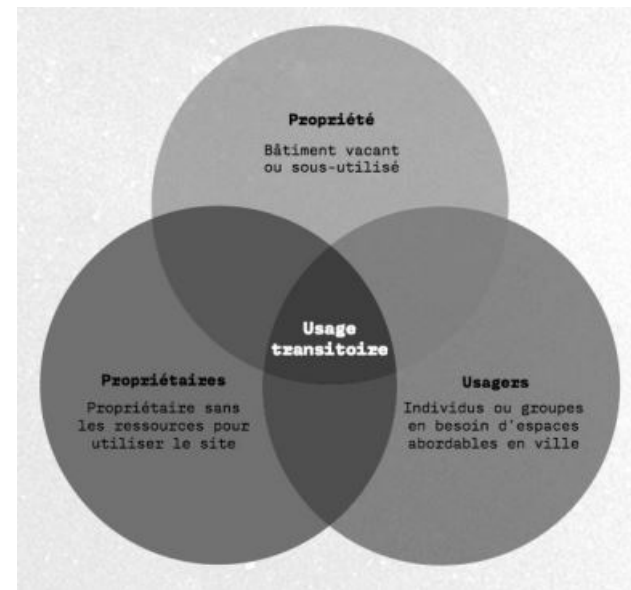 Propriété
Bâtiment vacant
ou sous-utilisé
Usage
transitoire
Propriétaires
Propriétaire sans
les ressources pour
utiliser le site
Usagers
Individus ou groupes
en besoin d'espaces
abordables en ville